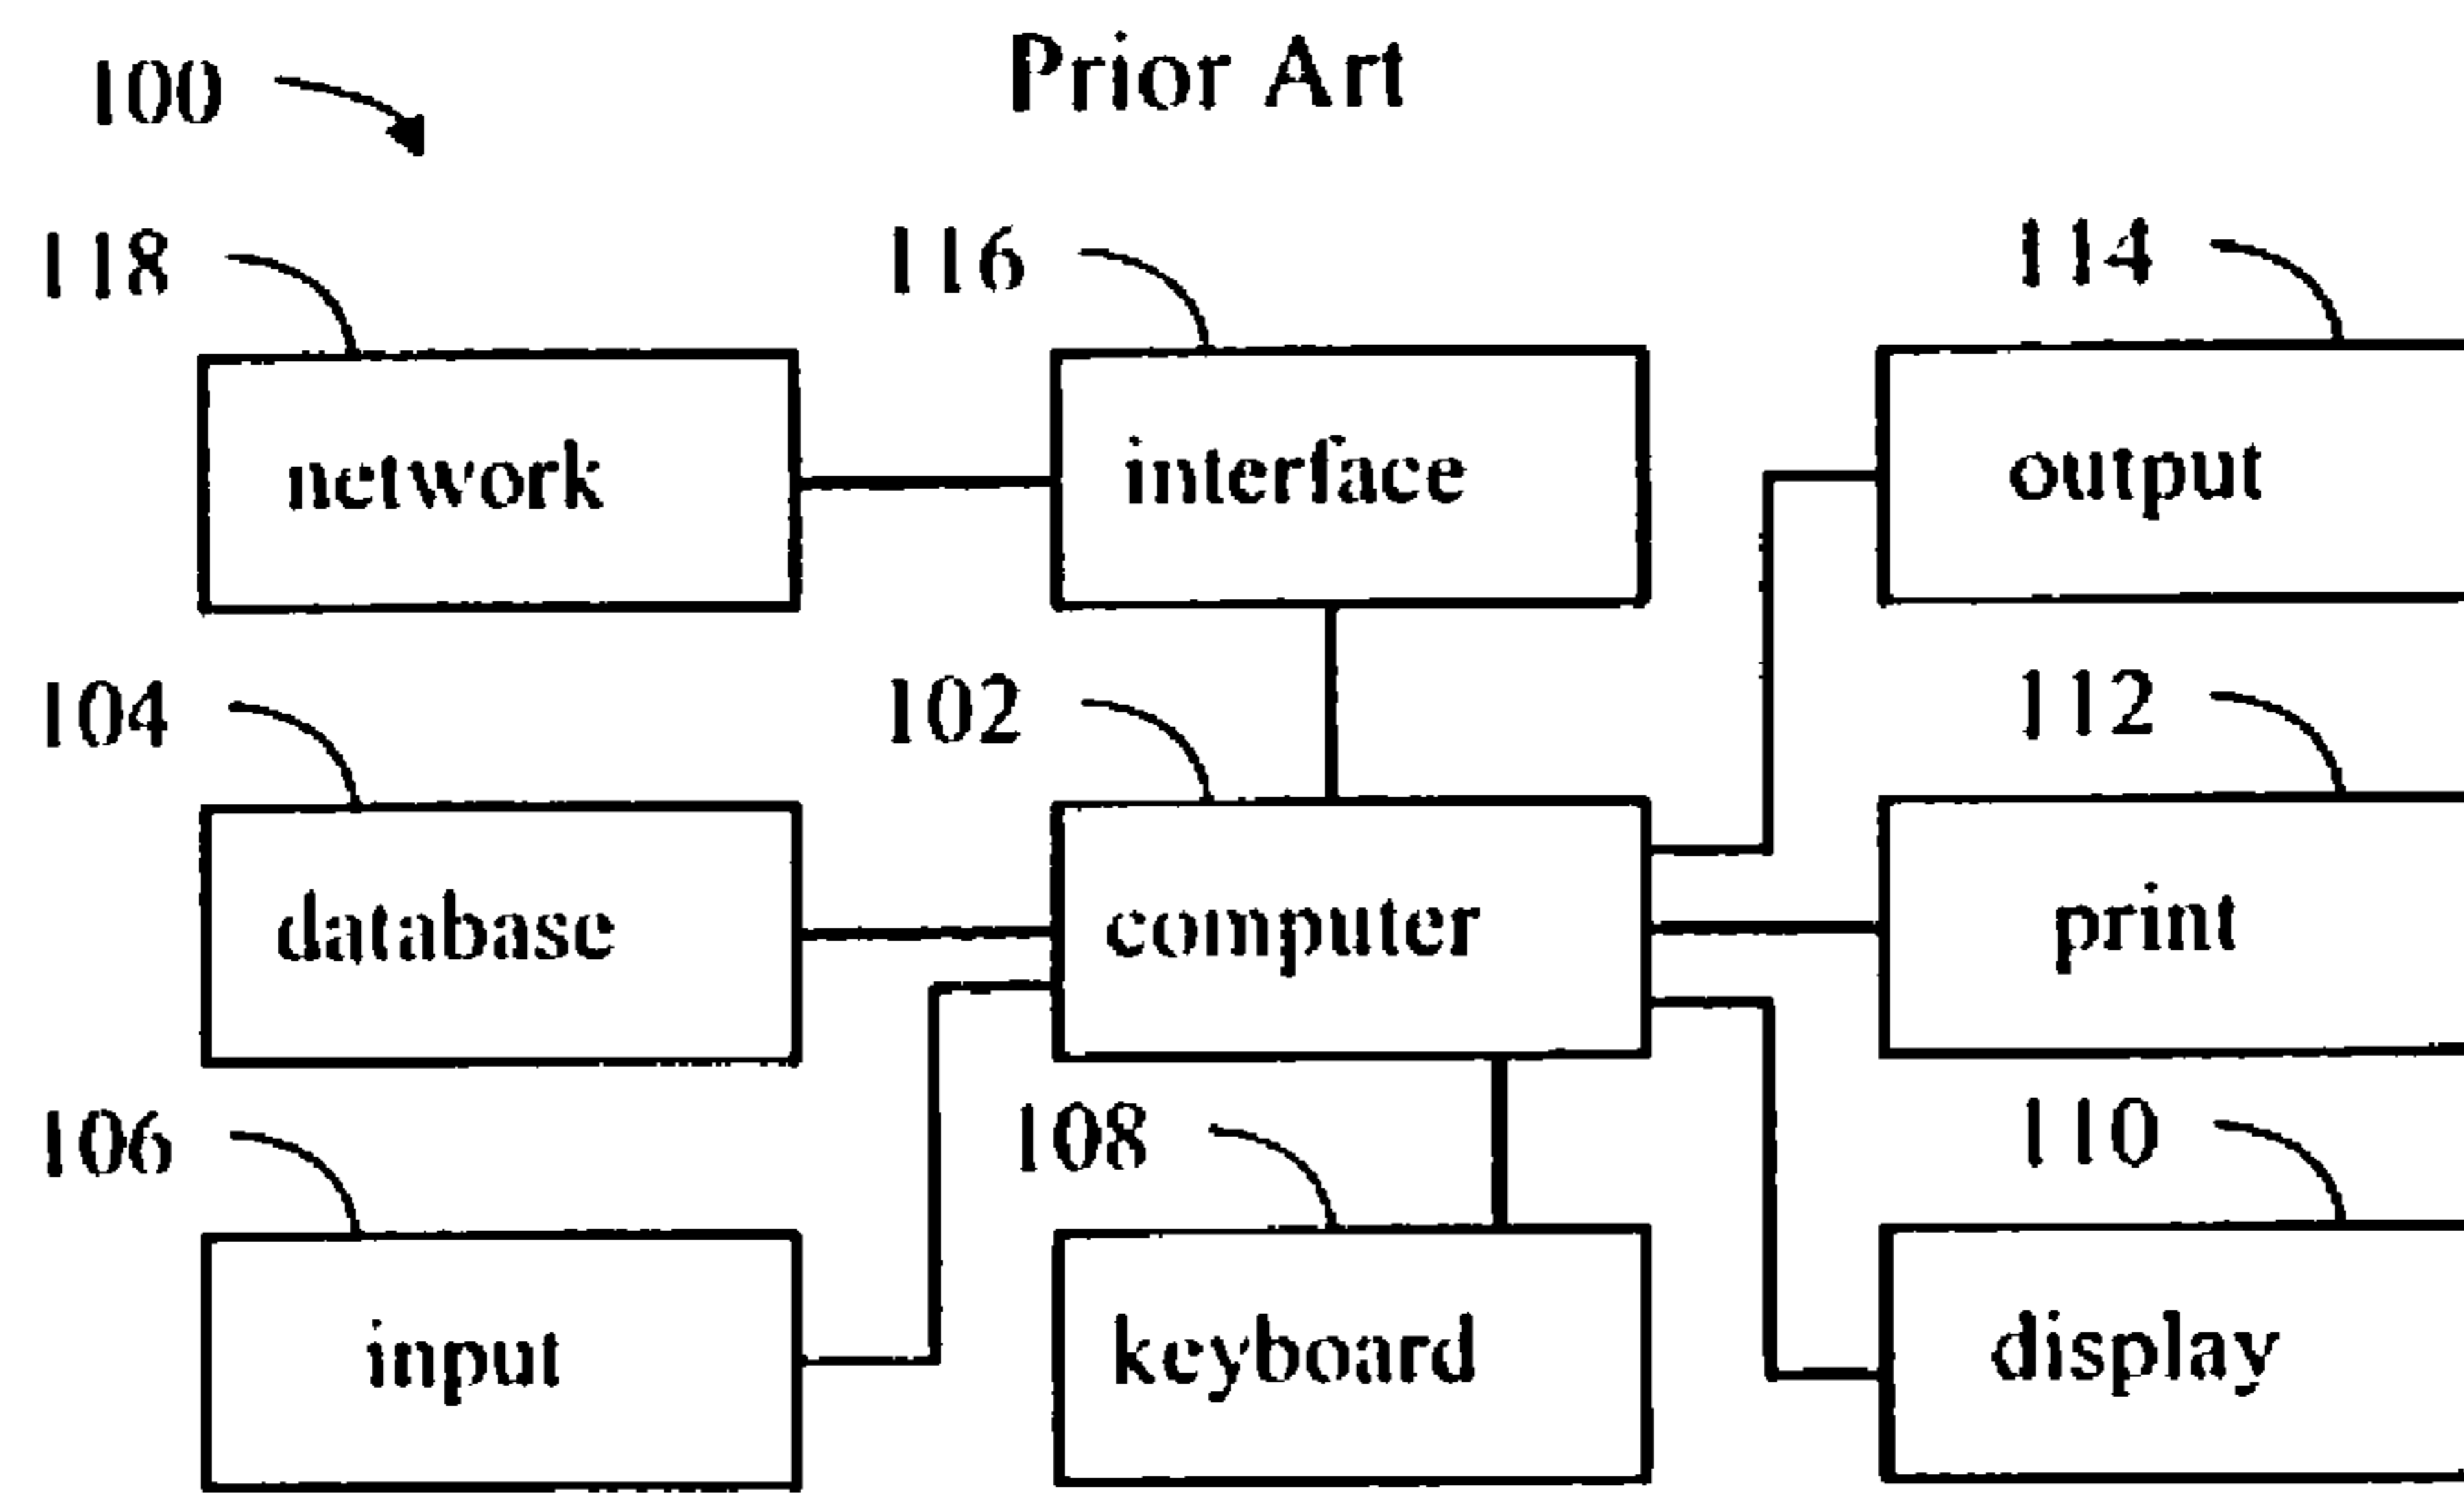 100 Prior Art
118 116 114
network interface output
104 102 112
database computer print
106 108 110
input keyboard display